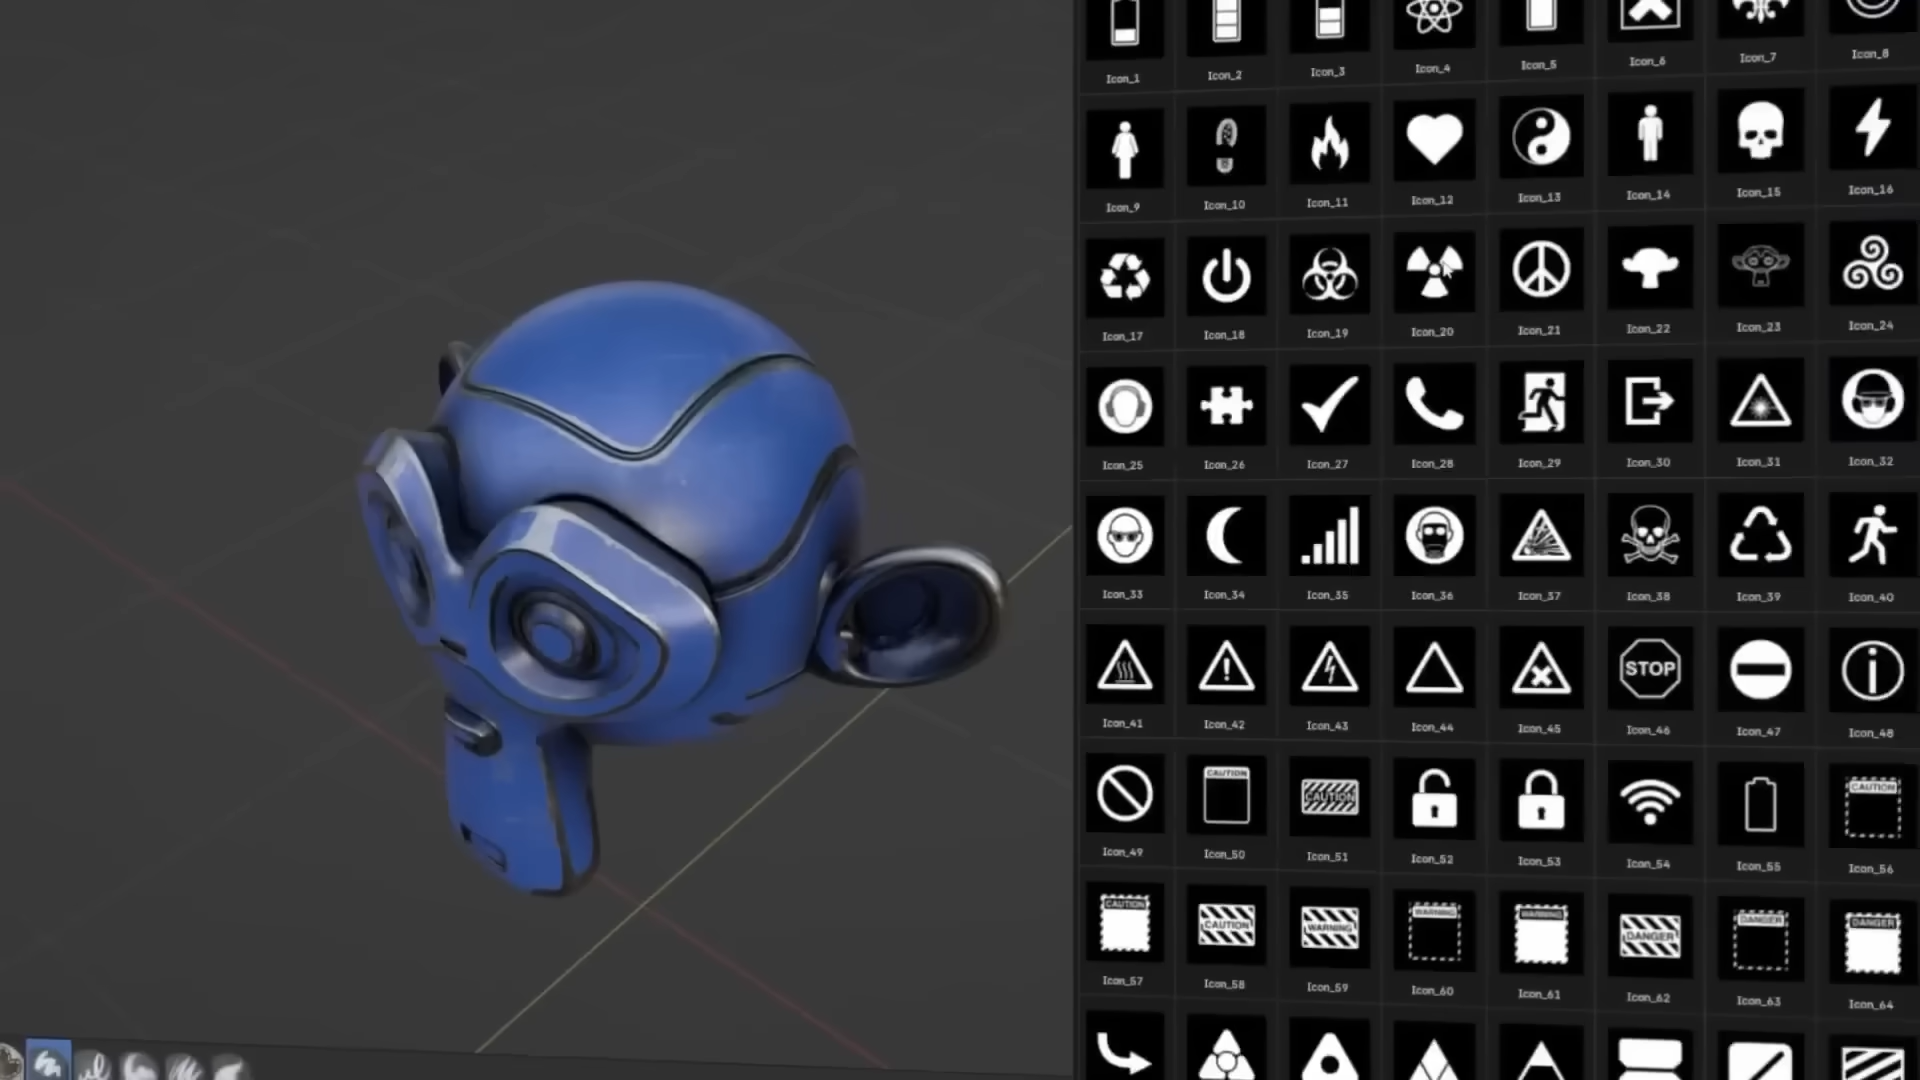 Icon_1 Icon_2 Icon_3 Icon_4 Icon_5 Icon_6 Icon_7 Icon_8
Icon_9 Icon_10 Icon_11 Icon_12 Icon_13 Icon_14 Icon_15 Icon_16
Icon_17 Icon_18 Icon_19 Icon_20 Icon_21 Icon_22 Icon_23 Icon_24
Icon_25 Icon_26 Icon_27 Icon_28 Icon_29 Icon_30 Icon_31 Icon_32
Icon_33 Icon_34 Icon_35 Icon_36 Icon_37 Icon_38 Icon_39 Icon_40
STOP
Icon_41 Icon_42 Icon_43 Icon_44 Icon_45 Icon_46 Icon_47 Icon_48
CAUTION CAUTION CAUTION
Icon_49 Icon_50 Icon_51 Icon_52 Icon_53 Icon_54 Icon_55 Icon_56
CAUTION CAUTION WARNING WARNING WARNING DANGER DANGER DANGER
Icon_57 Icon_58 Icon_59 Icon_60 Icon_61 Icon_62 Icon_63 Icon_64